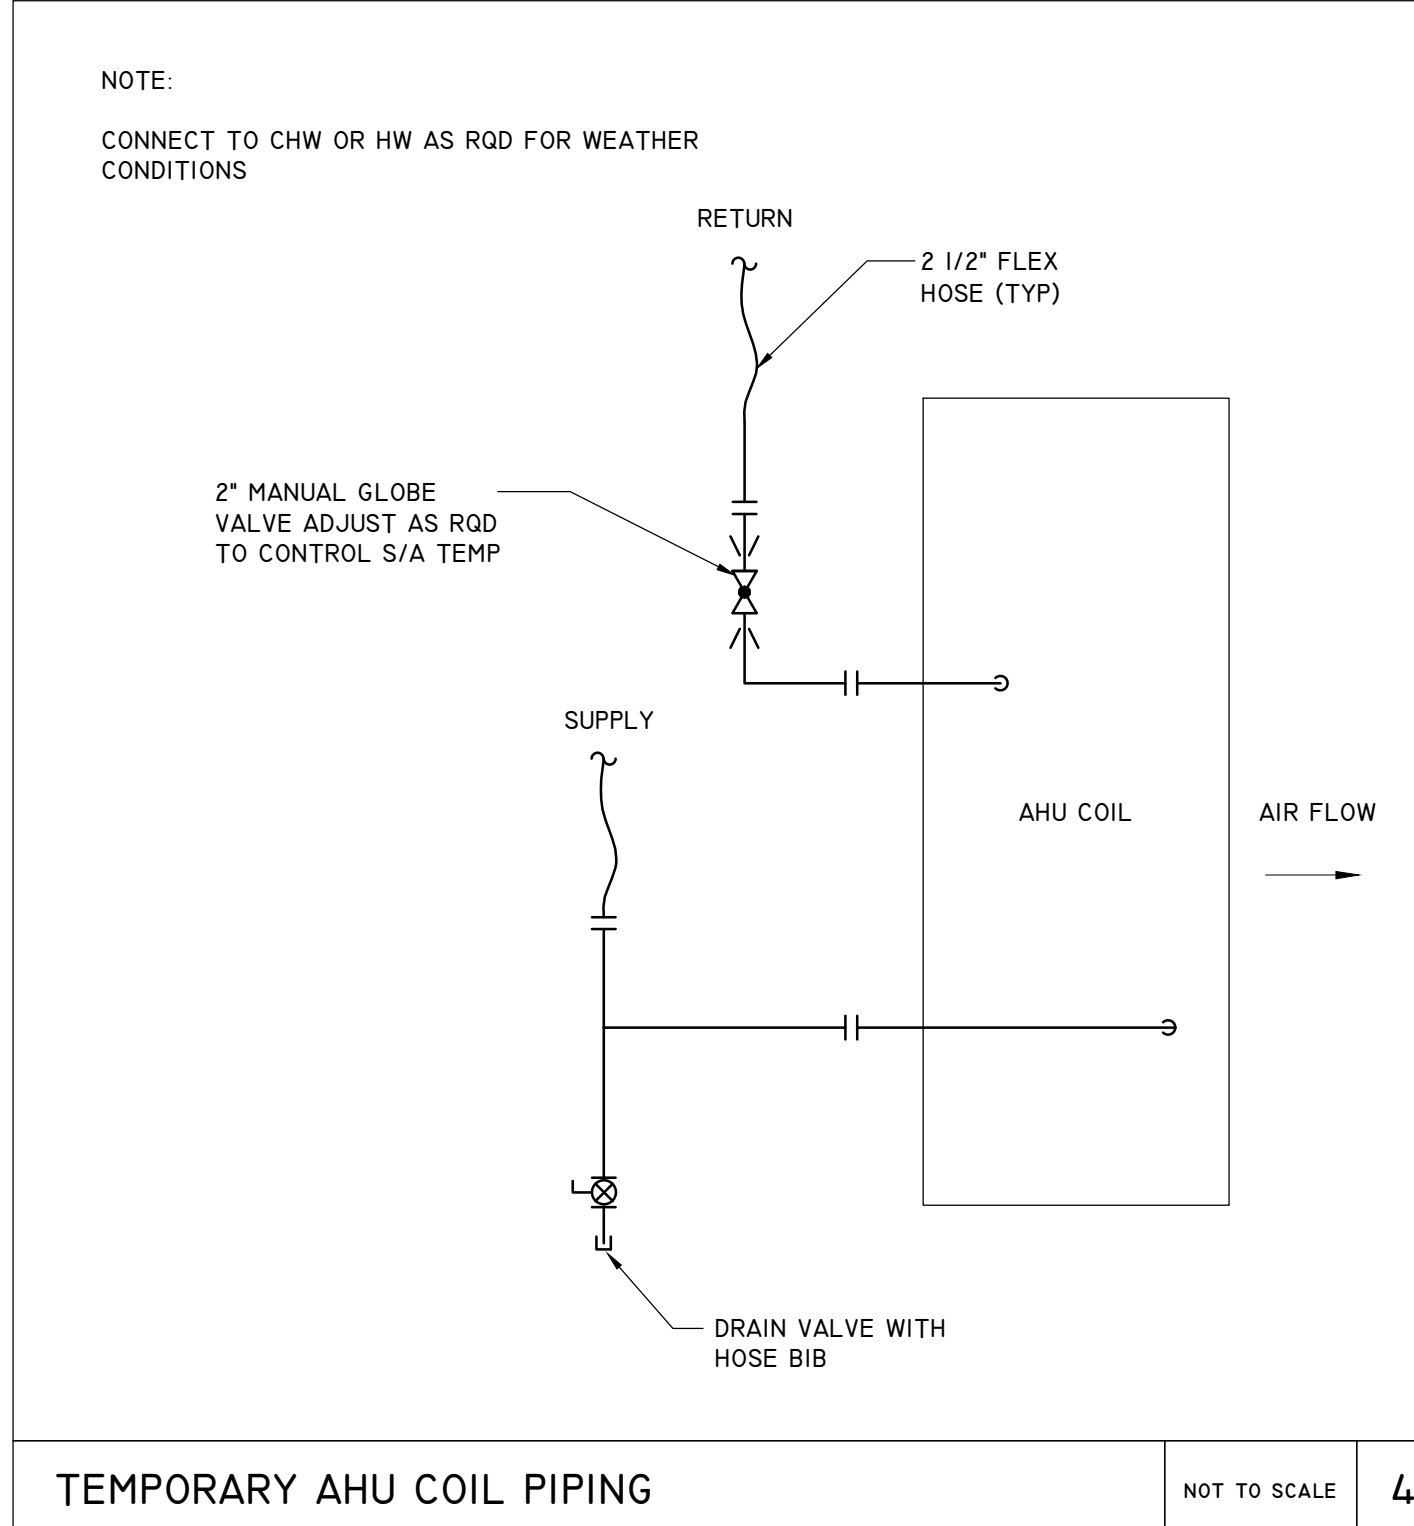 NOTE:
CONNECT TO CHW OR HW AS RQD FOR WEATHER
CONDITIONS
RETURN
2 1/2" FLEX
HOSE (TYP)
2" MANUAL GLOBE
VALVE ADJUST AS RQD
TO CONTROL S/A TEMP
SUPPLY
AHU COIL
AIR FLOW
DRAIN VALVE WITH
HOSE BIB
TEMPORARY AHU COIL PIPING
NOT TO SCALE
4